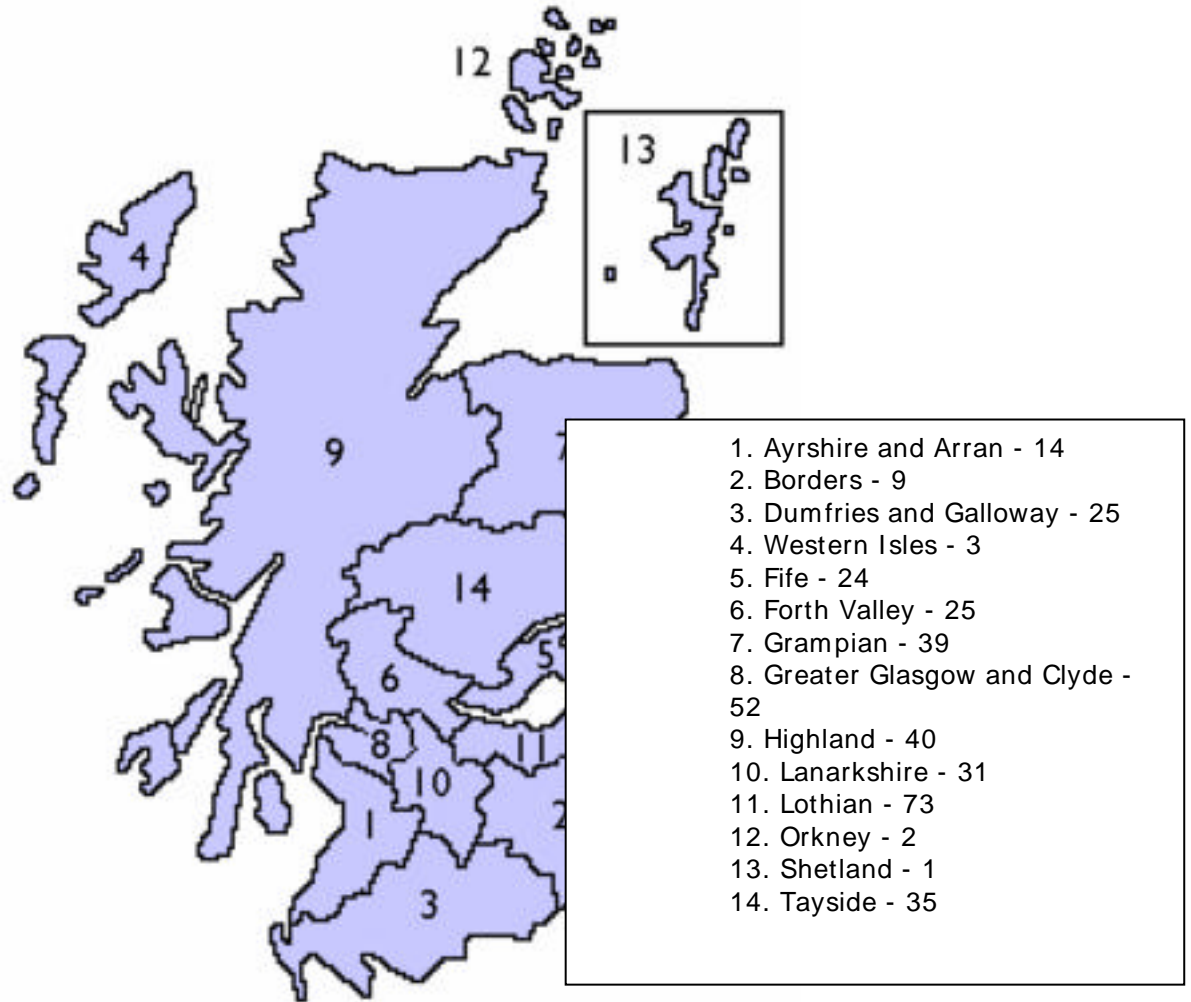 12
13
4
9
7
14
5
6
8
11
10
1
2
3
1. Ayrshire and Arran - 14
2. Borders - 9
3. Dumfries and Galloway - 25
4. Western Isles - 3
5. Fife - 24
6. Forth Valley - 25
7. Grampian - 39
8. Greater Glasgow and Clyde -
52
9. Highland - 40
10. Lanarkshire - 31
11. Lothian - 73
12. Orkney - 2
13. Shetland - 1
14. Tayside - 35